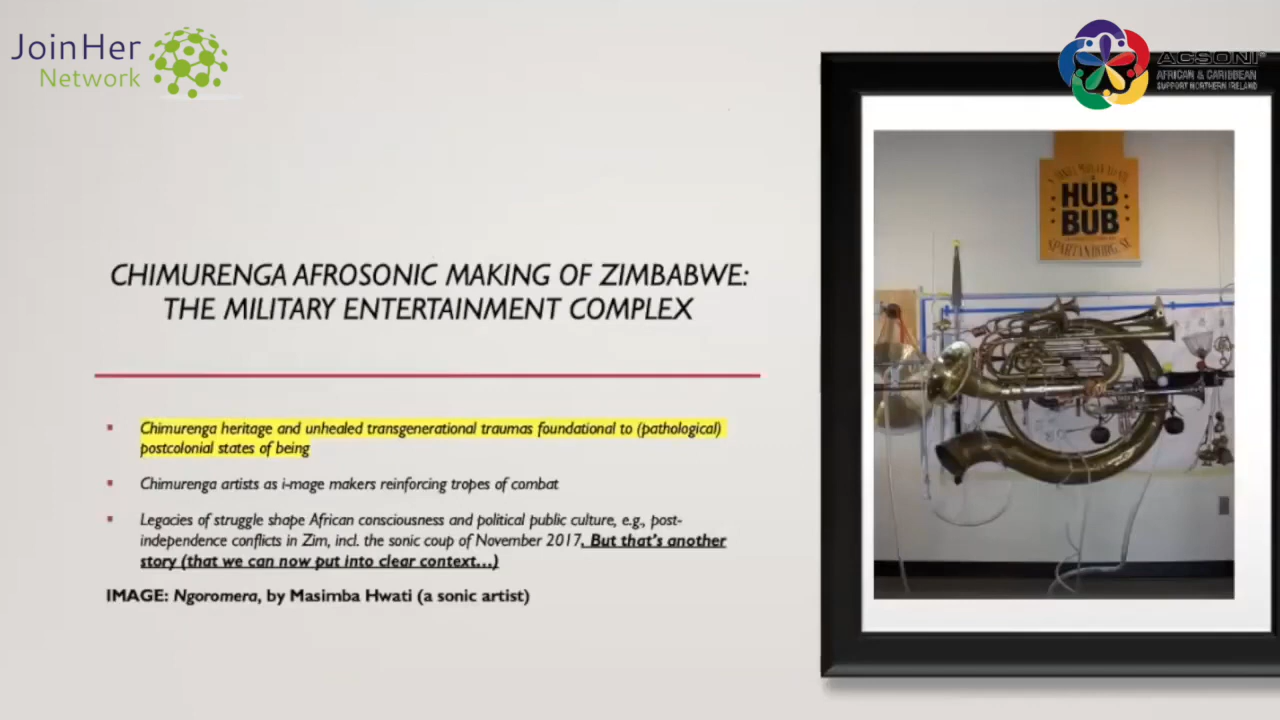 JoinHer
Network
ACSONI
AFRICAN & CARIBBEAN
SUPPORT NORTHERN IRELAND
HUB
BUB
SPARTANBURG, SC
CHIMURENGA AFROSONIC MAKING OF ZIMBABWE:
THE MILITARY ENTERTAINMENT COMPLEX
▪ Chimurenga heritage and unhealed transgenerational traumas foundational to (pathological)
postcolonial states of being
▪ Chimurenga artists as i-mage makers reinforcing tropes of combat
▪ Legacies of struggle shape African consciousness and political public culture, e.g., post-
independence conflicts in Zim, incl. the sonic coup of November 2017. But that's another
story (that we can now put into clear context…)
IMAGE: Ngoromera, by Masimba Hwati (a sonic artist)